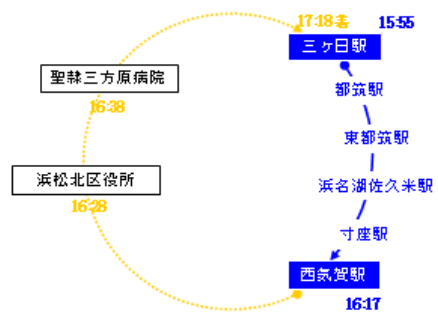 17:18着 15:55
三ヶ日駅
都筑駅
聖隷三方原病院
16:38
東都筑駅
浜松北区役所
浜名湖佐久米駅
16:28
寸座駅
西気賀駅
16:17